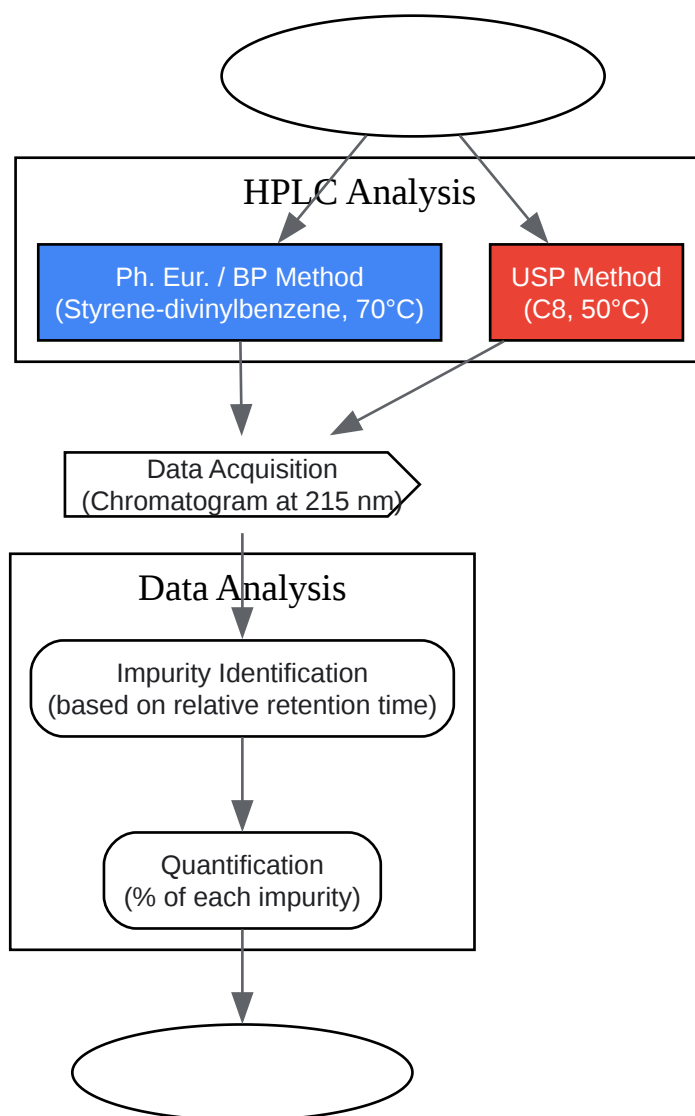 HPLC Analysis
Ph. Eur. / BP Method
(Styrene-divinylbenzene, 70°C)
USP Method
(C8, 50°C)
Data Acquisition
(Chromatogram at 215 nm)
Data Analysis
Impurity Identification
(based on relative retention time)
Quantification
(% of each impurity)